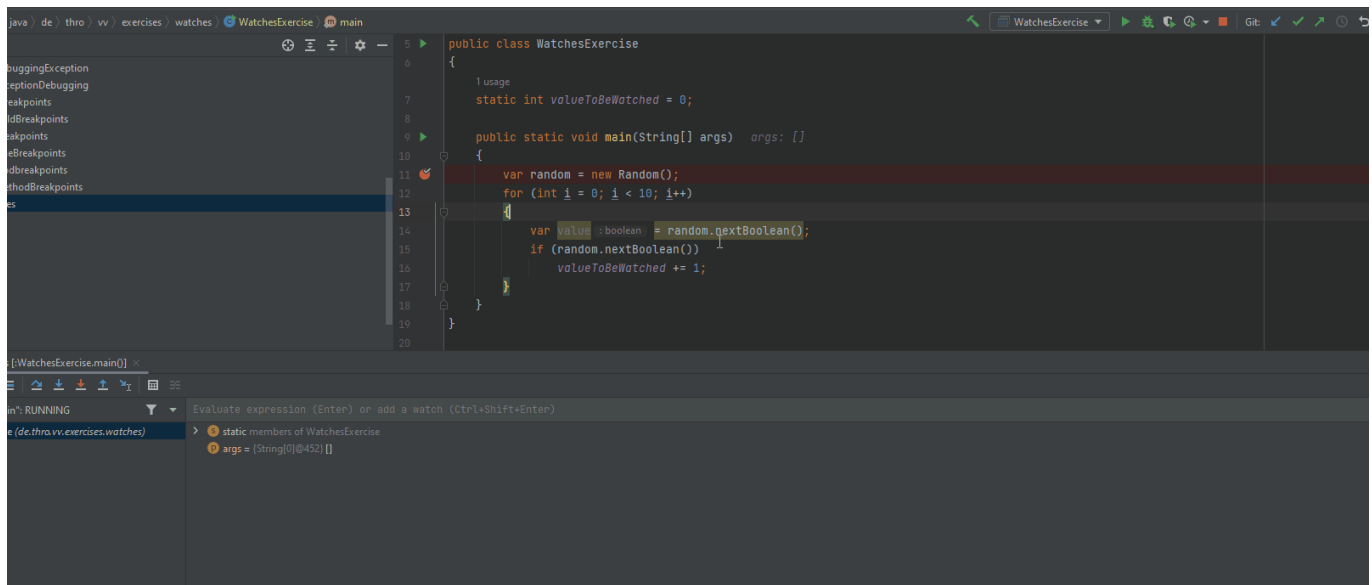 java › de › thro › vv › exercises › watches › WatchesExercise › main
WatchesExercise
Git:
buggingException
ceptionDebugging
eakpoints
ldBreakpoints
eakpoints
eBreakpoints
dbreakpoints
ethodBreakpoints
es
5 public class WatchesExercise
6 {
1 usage
7 static int valueToBeWatched = 0;
8
9 public static void main(String[] args) args: []
10 {
11 var random = new Random();
12 for (int i = 0; i < 10; i++)
13 {
14 var value : boolean = random.nextBoolean();
15 if (random.nextBoolean())
16 valueToBeWatched += 1;
17 }
18 }
19 }
20
[:WatchesExercise.main()] ×
in": RUNNING
Evaluate expression (Enter) or add a watch (Ctrl+Shift+Enter)
e (de.thro.vv.exercises.watches)
static members of WatchesExercise
args = {String[0]@452} []